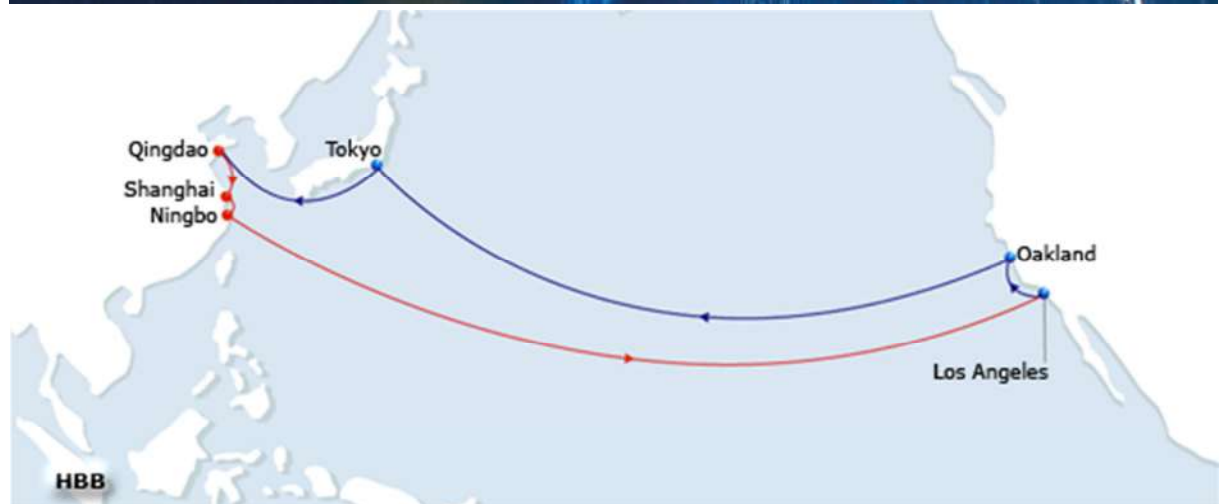 Qingdao
Tokyo
Shanghai
Ningbo
Oakland
Los Angeles
HBB